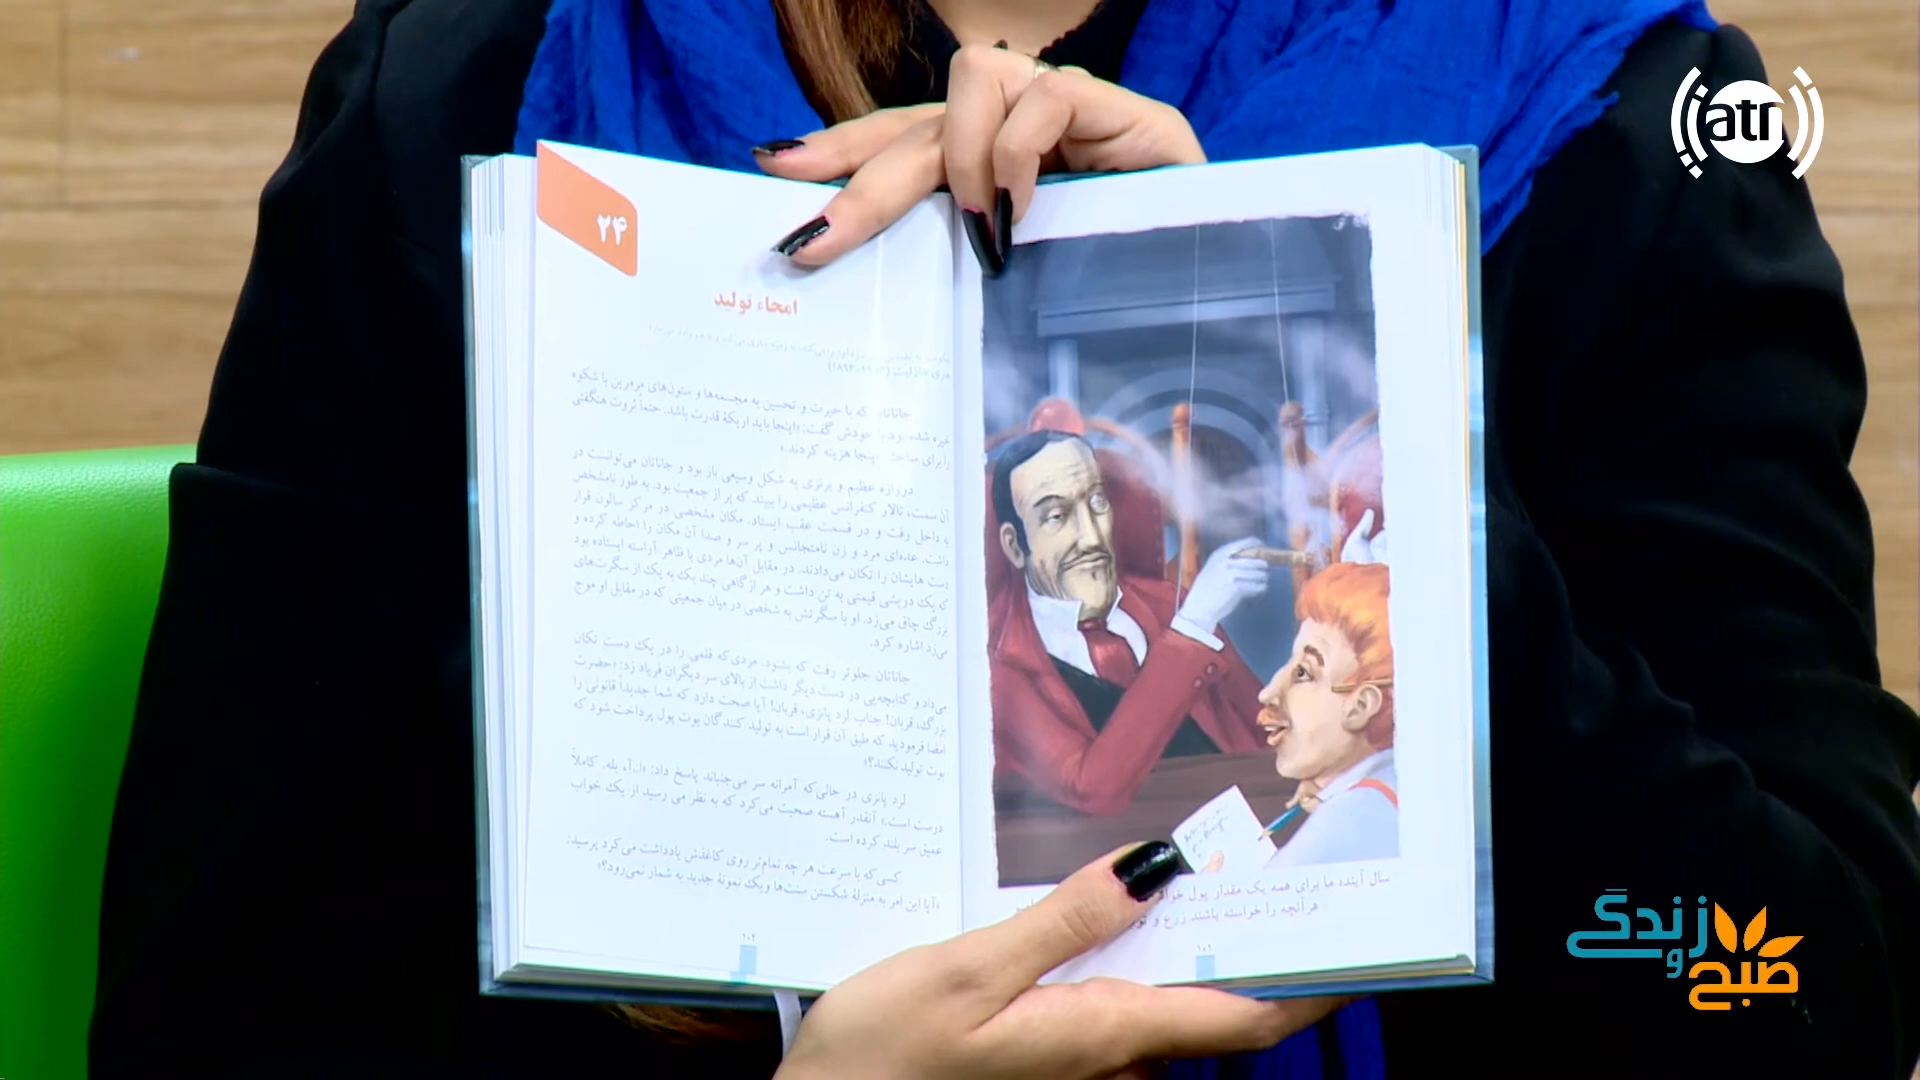 atr
۲۴
امحاء تولید
(۱۸۹۳-۱۹
جاناتان که با حیرت و تحسین به مجسمه‌ها و ستون‌های مرمرین با شکوه
خیره شده بود با خودش گفت: «اینجا باید اریکهٔ قدرت باشد. حتماً ثروت هنگفتی
را برای ساختن اینجا هزینه کردند.»
دروازه عظیم و برنزی به شکل وسیعی باز بود و جاناتان می‌توانست در
آن سمت، تالار کنفرانس عظیمی را ببیند که پر از جمعیت بود. به طور نامشخص
به داخل رفت و در قسمت عقب ایستاد. مکان مشخصی در مرکز سالون قرار
داشت. عده‌ای مرد و زن نامتجانس و پر سر و صدا آن مکان را احاطه کرده و
دست هایشان را تکان می‌دادند. در مقابل آن‌ها مردی با ظاهر آراسته ایستاده بود
که یک دریشی قیمتی به تن داشت و هر از گاهی چند پک به یک از سگرت‌های
بزرگ چاق می‌زد. او با سگرتش به شخصی در میان جمعیتی که در مقابل او موج
می‌زد اشاره کرد.
جاناتان جلوتر رفت که بشنود. مردی‌که قلمی را در یک دست تکان
می‌داد و کتابچه‌یی در دست دیگر داشت از بالای سر دیگران فریاد زد: «حضرت
بزرگ، قربان! جناب لرد پانزی، قربان! آیا صحت دارد که شما جدیداً قانونی را
امضا فرمودید که طبق آن قرار است به تولید کنندگان بوت پول پرداخت شود که
بوت تولید نکنند؟»
لرد پانزی در حالی‌که آمرانه سر می‌جنباند پاسخ داد: «ا..آ، بله. کاملاً
درست است.» آنقدر آهسته صحبت می‌کرد که به نظر می رسید از یک خواب
عمیق سر بلند کرده است.
کسی‌که با سرعت هر چه تمام‌تر روی کاغذش یادداشت می‌کرد پرسید:
«آیا این امر به منزلهٔ شکستن سنت‌ها و یک نمونهٔ جدید به شمار نمی‌رود؟»
۱۰۲
سال آینده ما برای همه یک مقدار پول
هر آنچه را خواسته باشند زرع و
۱۰۱
صبح و زندگی